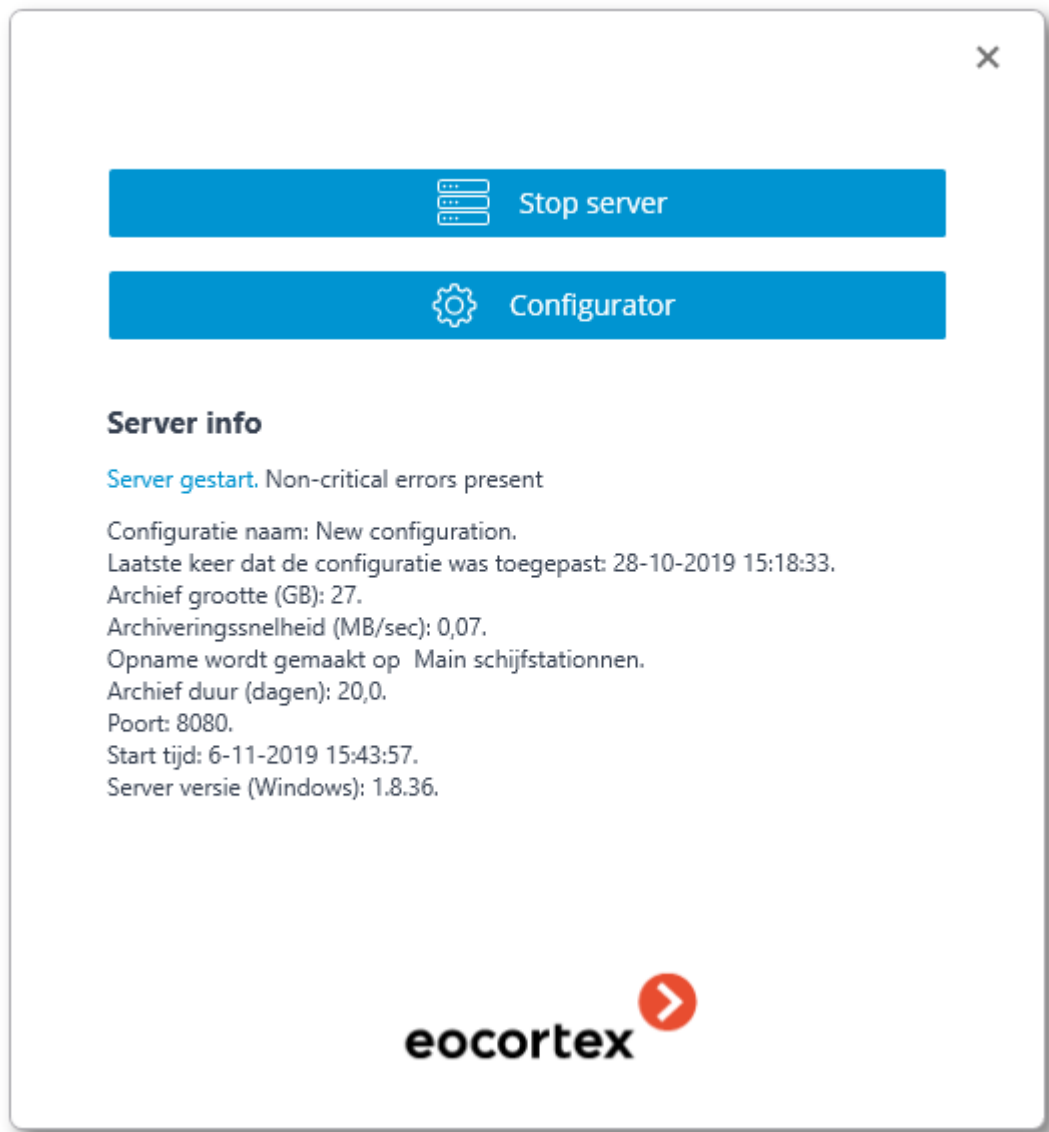 Stop server
Configurator
Server info
Server gestart. Non-critical errors present
Configuratie naam: New configuration.
Laatste keer dat de configuratie was toegepast: 28-10-2019 15:18:33.
Archief grootte (GB): 27.
Archiveringssnelheid (MB/sec): 0,07.
Opname wordt gemaakt op  Main schijfstationnen.
Archief duur (dagen): 20,0.
Poort: 8080.
Start tijd: 6-11-2019 15:43:57.
Server versie (Windows): 1.8.36.
eocortex